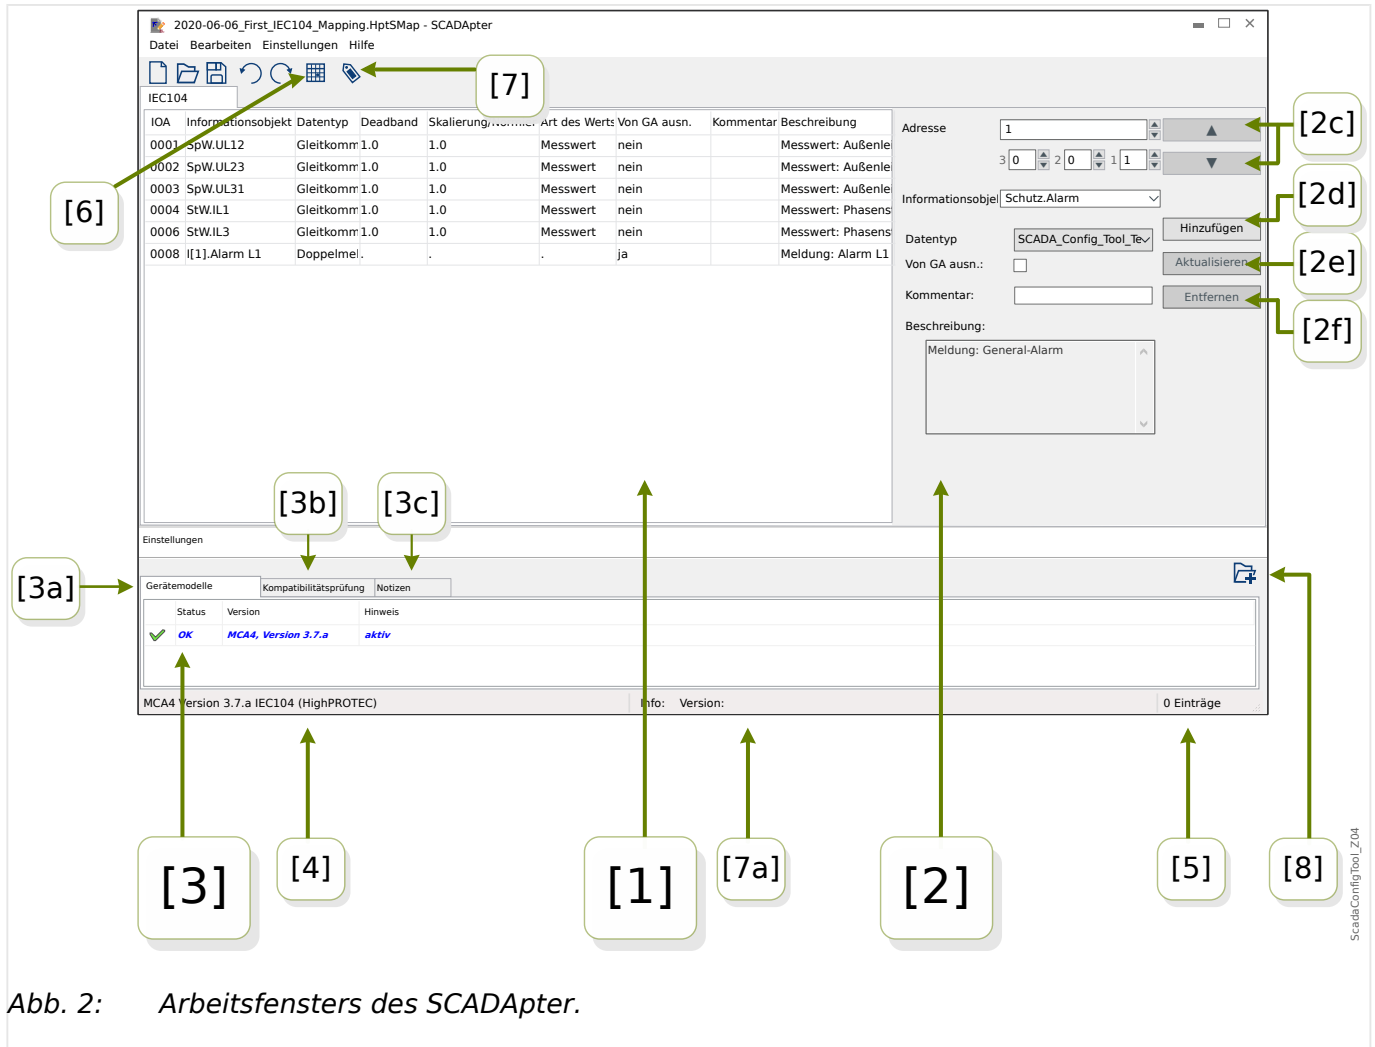 2020-06-06_First_IEC104_Mapping.HptSMap - SCADApter
Datei Bearbeiten Einstellungen Hilfe
[7]
IEC104
IOA Informationsobjekt Datentyp Deadband Skalierung/Normier Art des Werts Von GA ausn. Kommentar Beschreibung
0001 SpW.UL12 Gleitkomm 1.0 1.0 Messwert nein Messwert: Außenle
0002 SpW.UL23 Gleitkomm 1.0 1.0 Messwert nein Messwert: Außenle
0003 SpW.UL31 Gleitkomm 1.0 1.0 Messwert nein Messwert: Außenle
0004 StW.IL1 Gleitkomm 1.0 1.0 Messwert nein Messwert: Phasens
0006 StW.IL3 Gleitkomm 1.0 1.0 Messwert nein Messwert: Phasens
0008 I[1].Alarm L1 Doppelmel . . . ja Meldung: Alarm L1
Adresse 1 ▲
3 0 2 0 1 1 ▼
Informationsobjel Schutz.Alarm
Hinzufügen
Datentyp SCADA_Config_Tool_Te
Von GA ausn.: Aktualisieren
Kommentar: Entfernen
Beschreibung:
Meldung: General-Alarm
[2c]
[2d]
[2e]
[2f]
[6]
[3b] [3c]
Einstellungen
[3a]
Gerätemodelle Kompatibilitätsprüfung Notizen
Status Version Hinweis
OK MCA4, Version 3.7.a aktiv
MCA4 Version 3.7.a IEC104 (HighPROTEC) Info: Version: 0 Einträge
[3] [4] [1] [7a] [2] [5] [8]
ScadaConfigTool_Z04
Abb. 2: Arbeitsfensters des SCADApter.